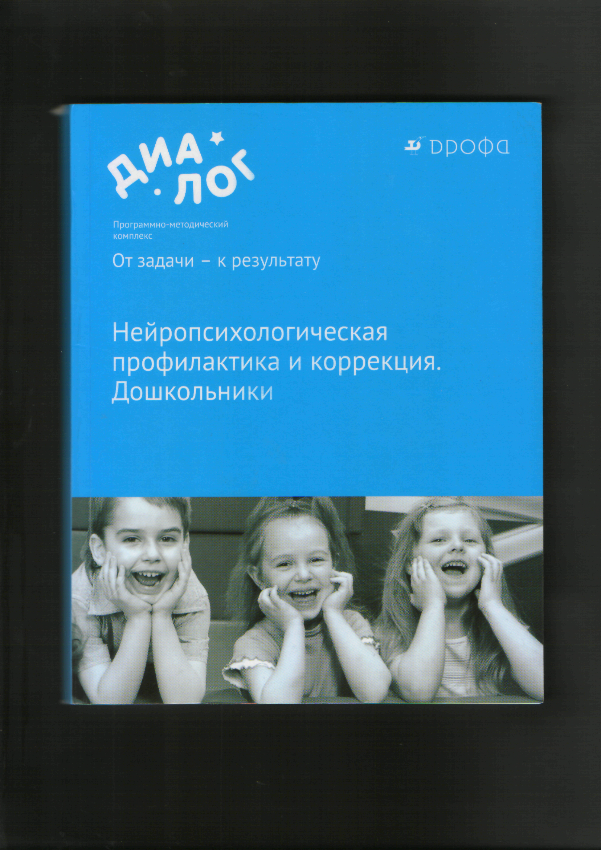 ДИА
ЛОГ
дрофа
Программно-методический
комплекс
От задачи – к результату
Нейропсихологическая
профилактика и коррекция.
Дошкольники